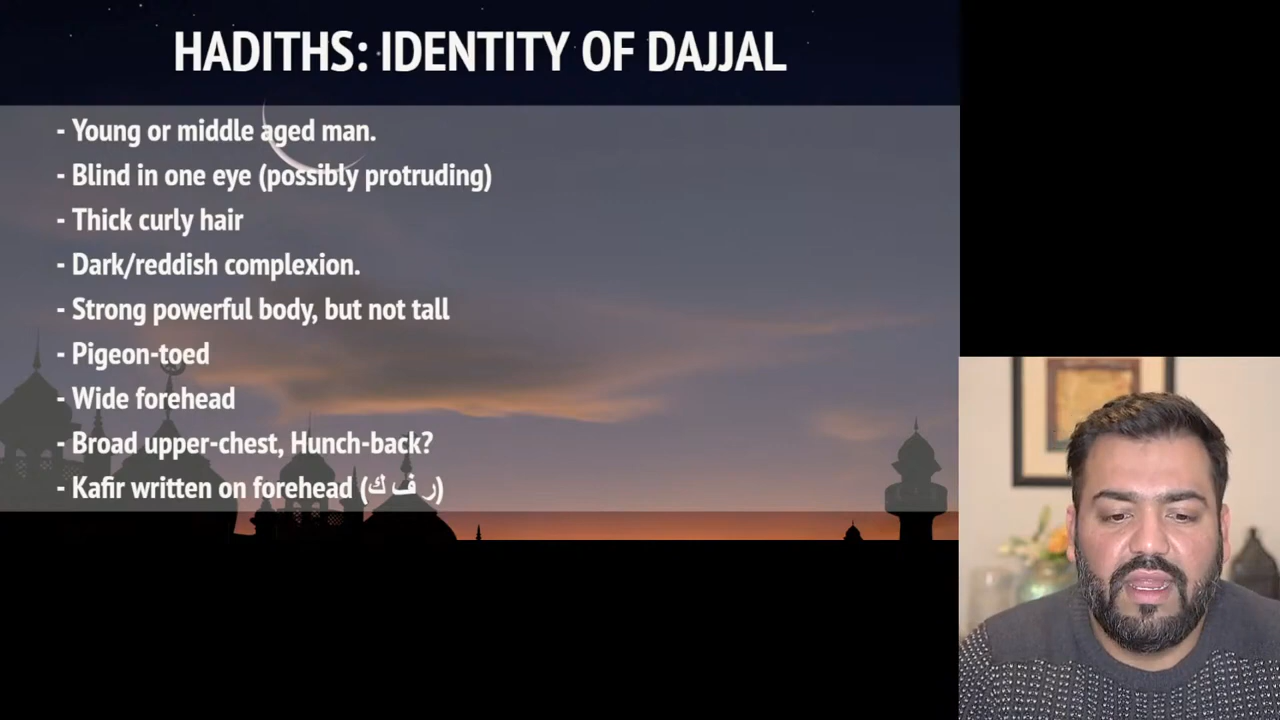 HADITHS: IDENTITY OF DAJJAL
- Young or middle aged man.
- Blind in one eye (possibly protruding)
- Thick curly hair
- Dark/reddish complexion.
- Strong powerful body, but not tall
- Pigeon-toed
- Wide forehead
- Broad upper-chest, Hunch-back?
- Kafir written on forehead (ك ف ر)